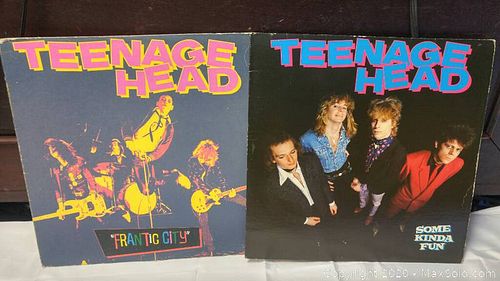 TEENAGE
HEAD
"FRANTIC CITY"
TEENAGE
HEAD
SOME
KINDA
FUN
Copyright 2020 - MaxSold.com